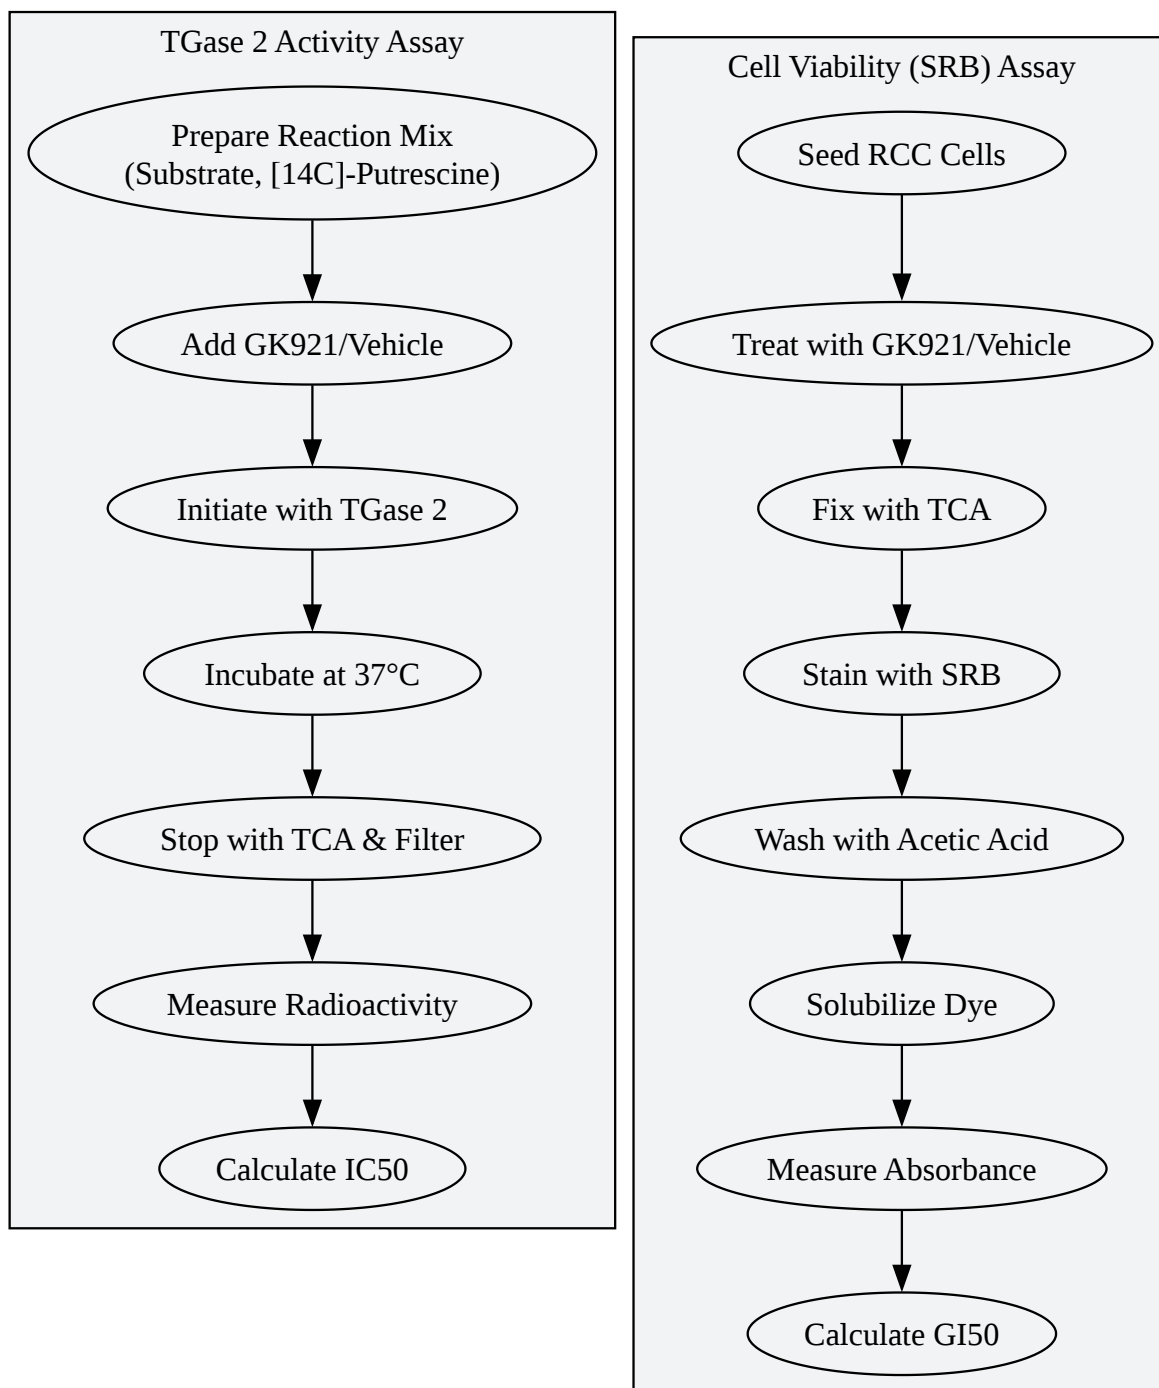 TGase 2 Activity Assay
Prepare Reaction Mix
(Substrate, [14C]-Putrescine)
Add GK921/Vehicle
Initiate with TGase 2
Incubate at 37°C
Stop with TCA & Filter
Measure Radioactivity
Calculate IC50
Cell Viability (SRB) Assay
Seed RCC Cells
Treat with GK921/Vehicle
Fix with TCA
Stain with SRB
Wash with Acetic Acid
Solubilize Dye
Measure Absorbance
Calculate GI50